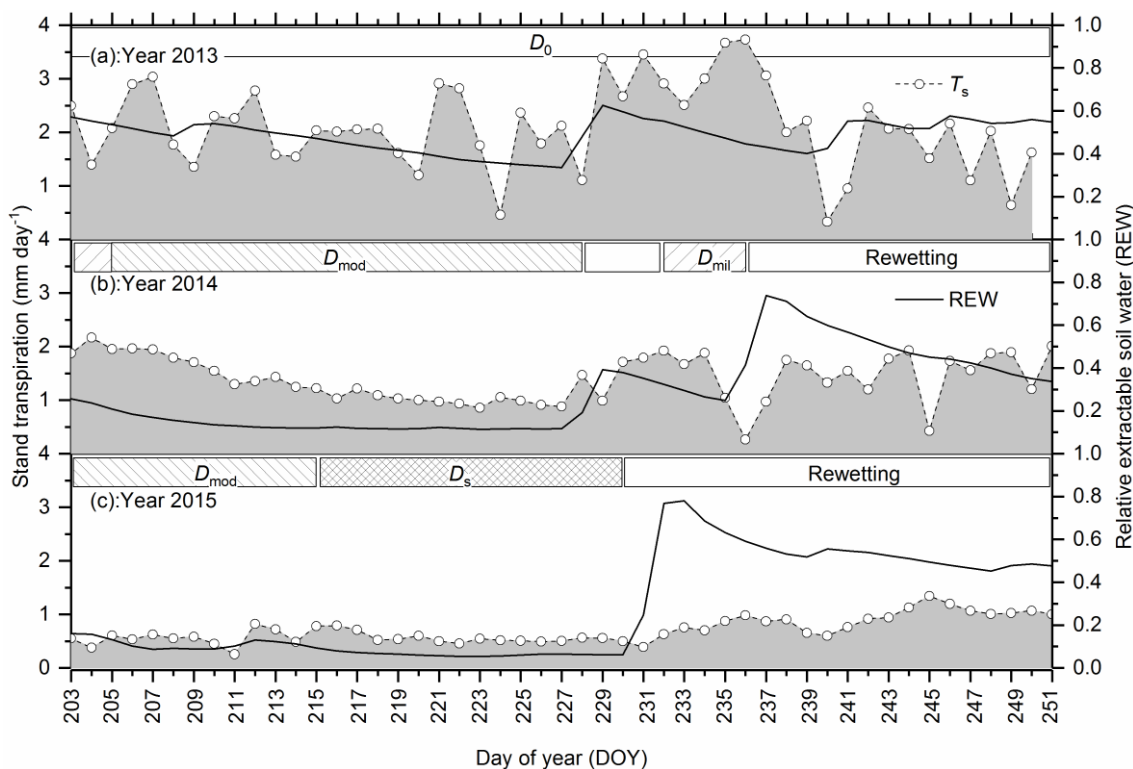 4
3
2
1
4
3
2
1
4
3
2
1
0
Stand transpiration (mm day-1)
D0
(a):Year 2013
Ts
Dmod
Dmil
Rewetting
(b):Year 2014
REW
Dmod
Ds
Rewetting
(c):Year 2015
1.0
0.8
0.6
0.4
0.2
1.0
0.8
0.6
0.4
0.2
1.0
0.8
0.6
0.4
0.2
0.0
Relative extractable soil water (REW)
203 205 207 209 211 213 215 217 219 221 223 225 227 229 231 233 235 237 239 241 243 245 247 249 251
Day of year (DOY)